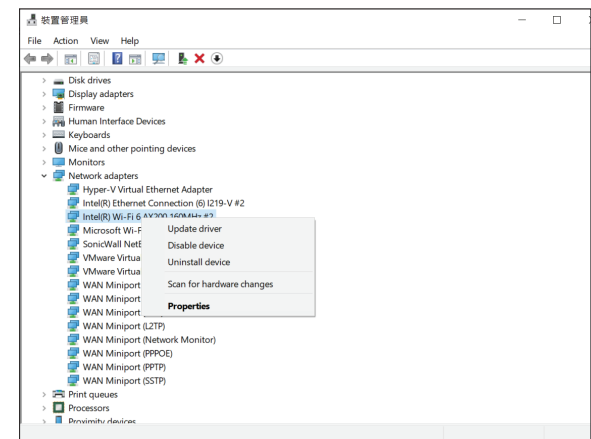 裝置管理員
File Action View Help
Disk drives
Display adapters
Firmware
Human Interface Devices
Keyboards
Mice and other pointing devices
Monitors
Network adapters
Hyper-V Virtual Ethernet Adapter
Intel(R) Ethernet Connection (6) I219-V #2
Intel(R) Wi-Fi 6 AX200 160MHz #2
Microsoft Wi-F
Update driver
SonicWall NetE
Disable device
VMware Virtua
Uninstall device
VMware Virtua
WAN Miniport
Scan for hardware changes
WAN Miniport
WAN Miniport
Properties
WAN Miniport (L2TP)
WAN Miniport (Network Monitor)
WAN Miniport (PPPOE)
WAN Miniport (PPTP)
WAN Miniport (SSTP)
Print queues
Processors
Proximity devices